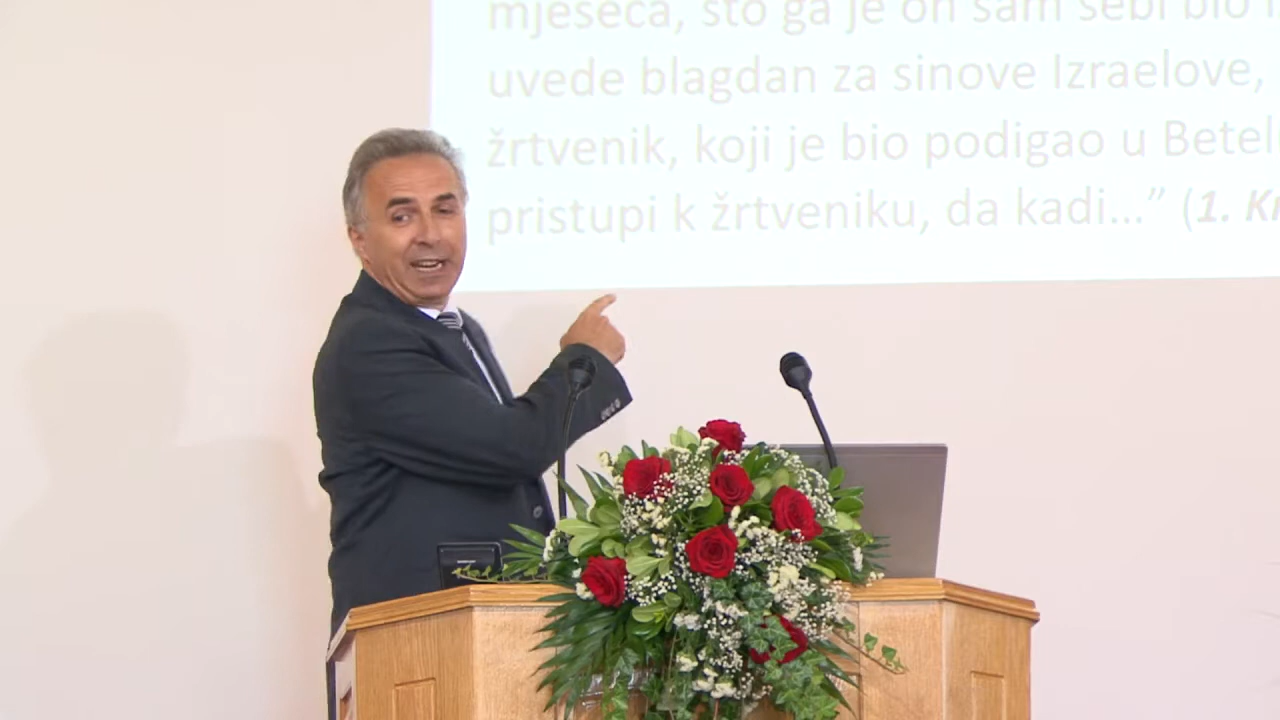 mjeseca, što ga je on sam sebi bio
uvede blagdan za sinove Izraelove,
žrtvenik, koji je bio podigao u Betel
pristupi k žrtveniku, da kadi...” (1. K